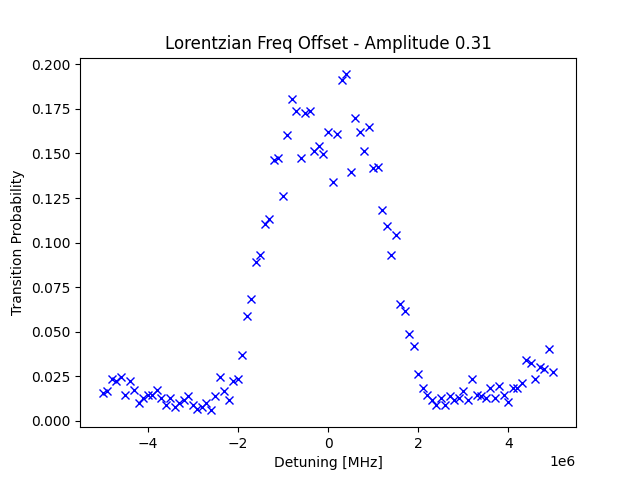 Lorentzian Freq Offset - Amplitude 0.31
Transition Probability
0.200
0.175
0.150
0.125
0.100
0.075
0.050
0.025
0.000
−4 −2 0 2 4
1e6
Detuning [MHz]